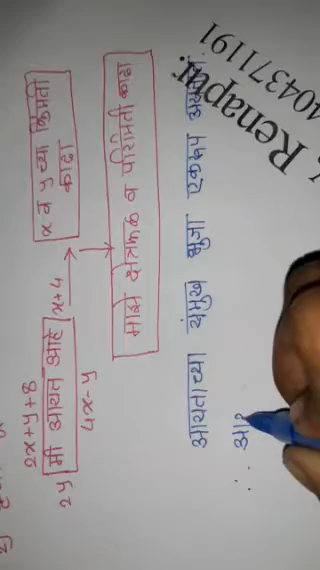 2x+y+8
2y मी आयत आहे x+4
4x-y
x व y च्या किंमती
काढा
माझे क्षेत्रफळ व परिमिती काढा
आयताच्या संमुख भुजा एकरूप असतात
∴ आ
. Renapur.
404371191